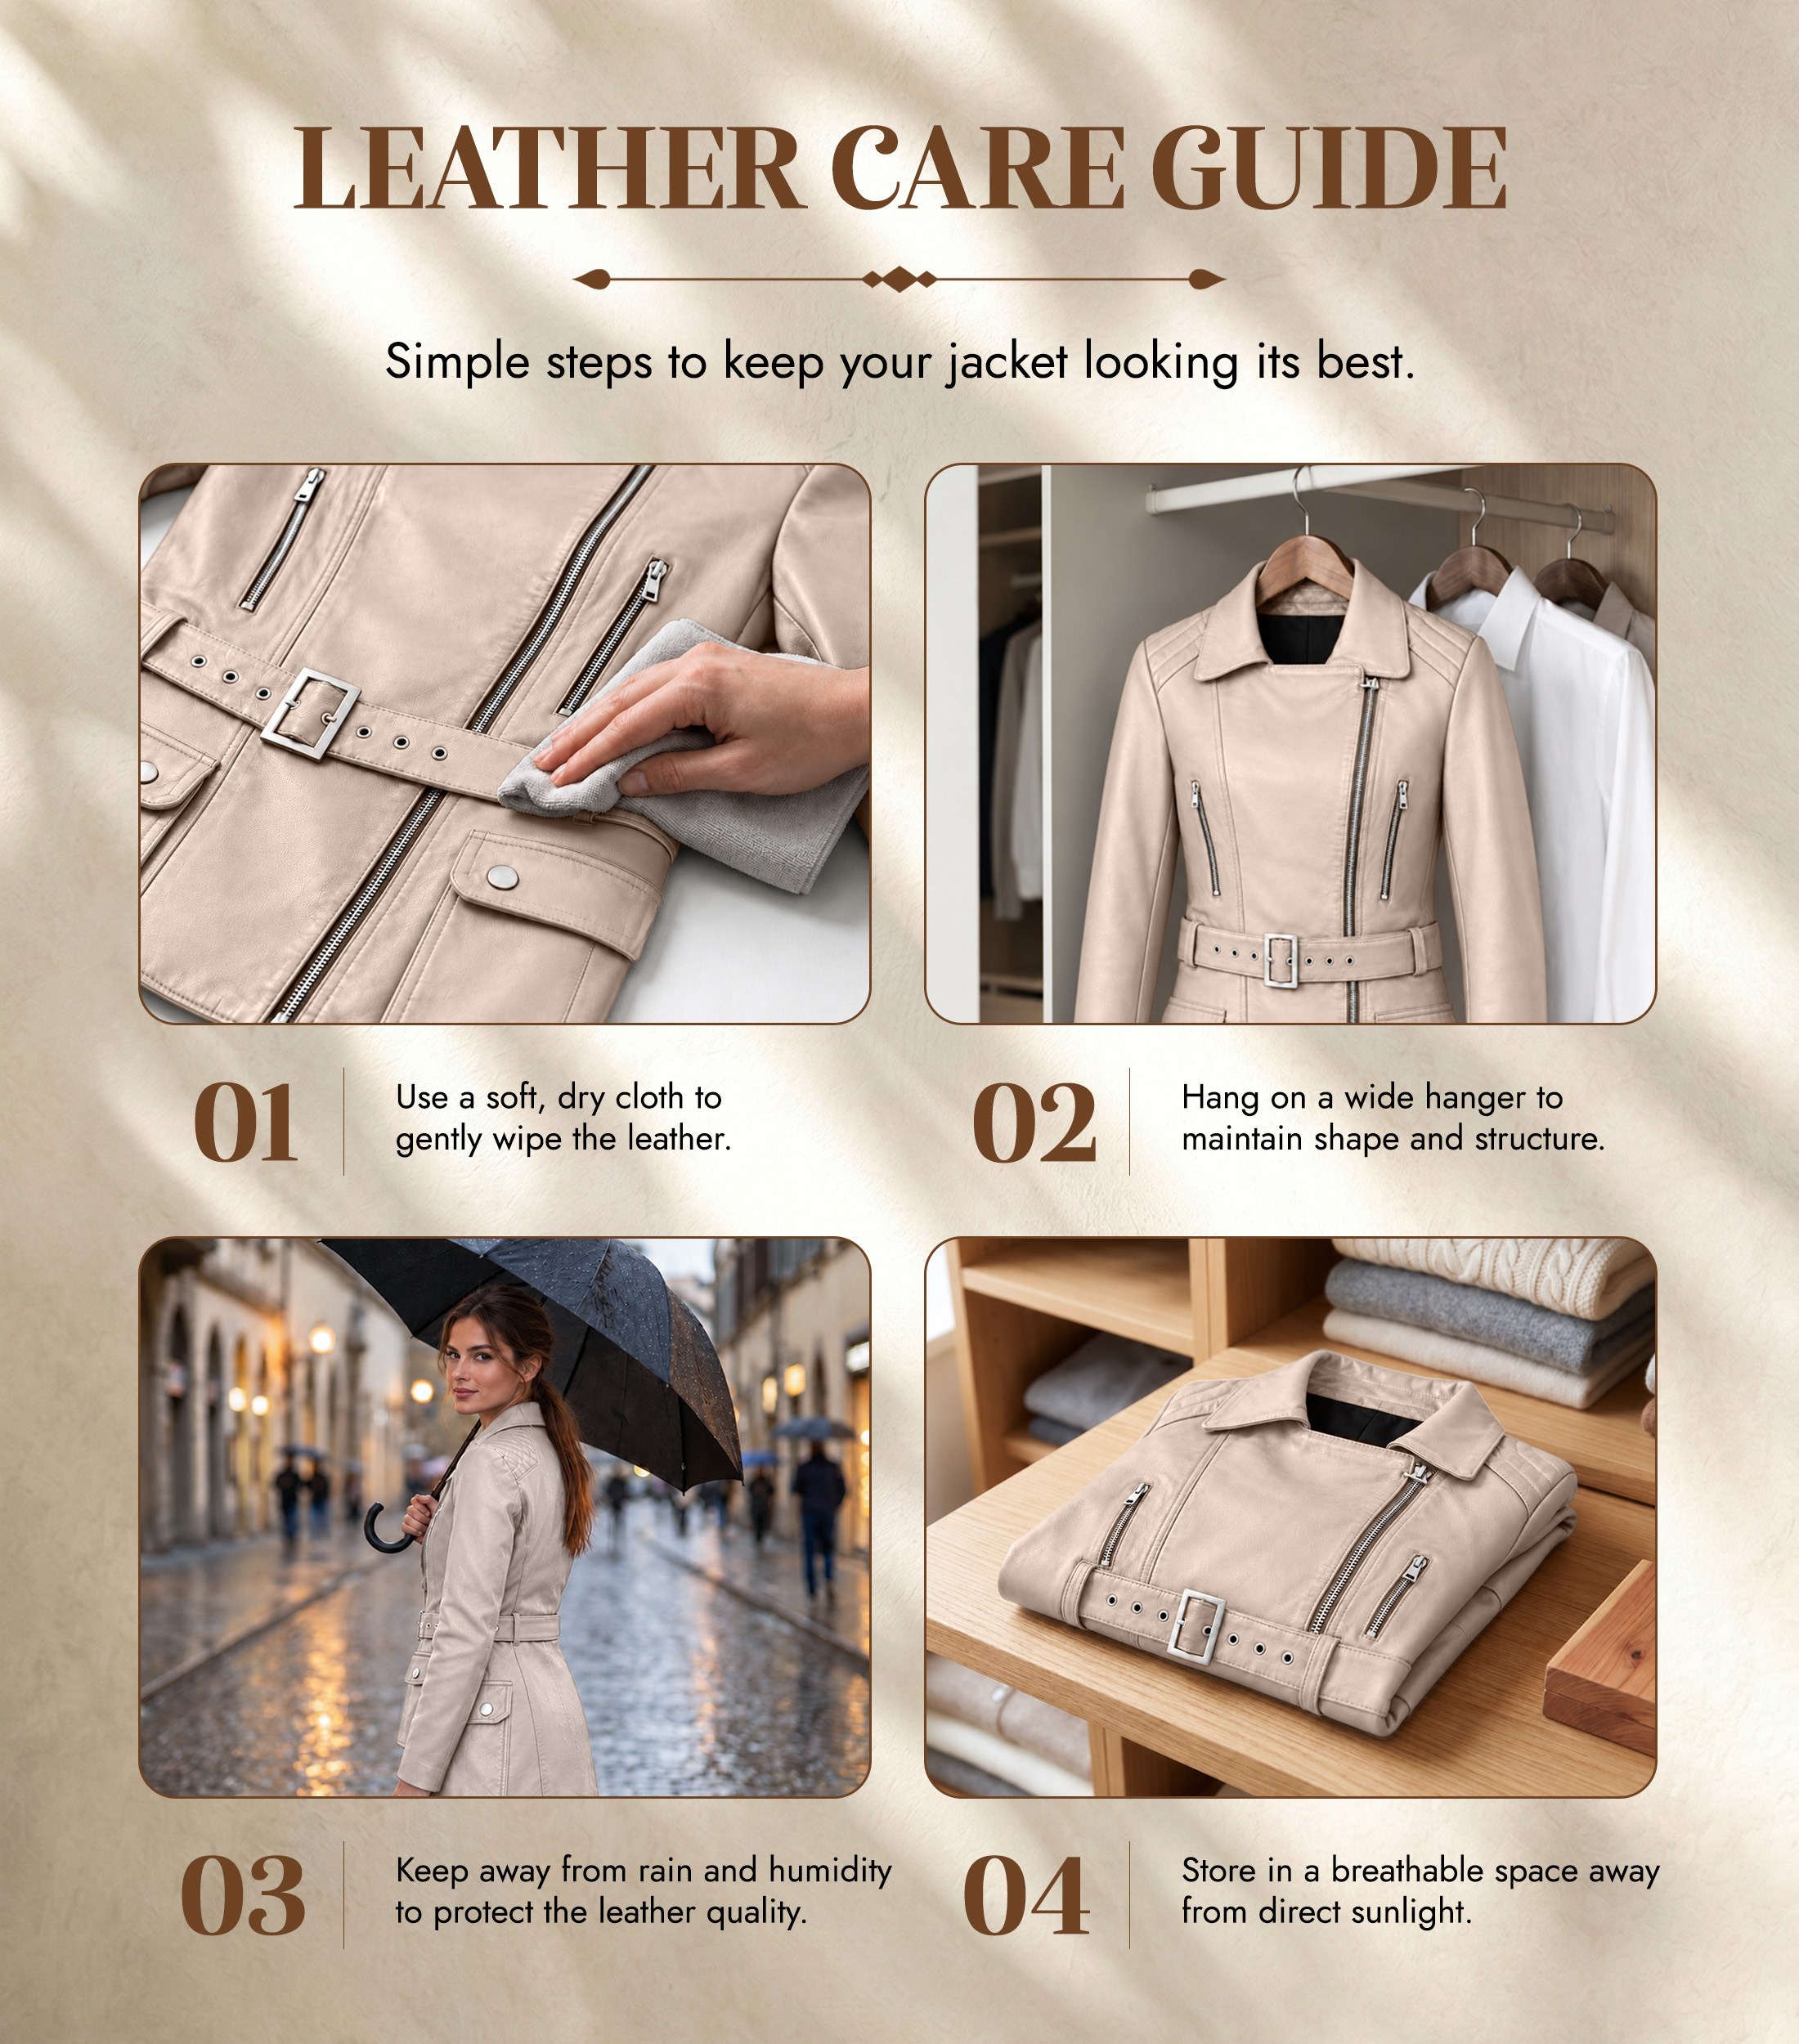 LEATHER CARE GUIDE
Simple steps to keep your jacket looking its best.
01
Use a soft, dry cloth to
gently wipe the leather.
02
Hang on a wide hanger to
maintain shape and structure.
03
Keep away from rain and humidity
to protect the leather quality.
04
Store in a breathable space away
from direct sunlight.